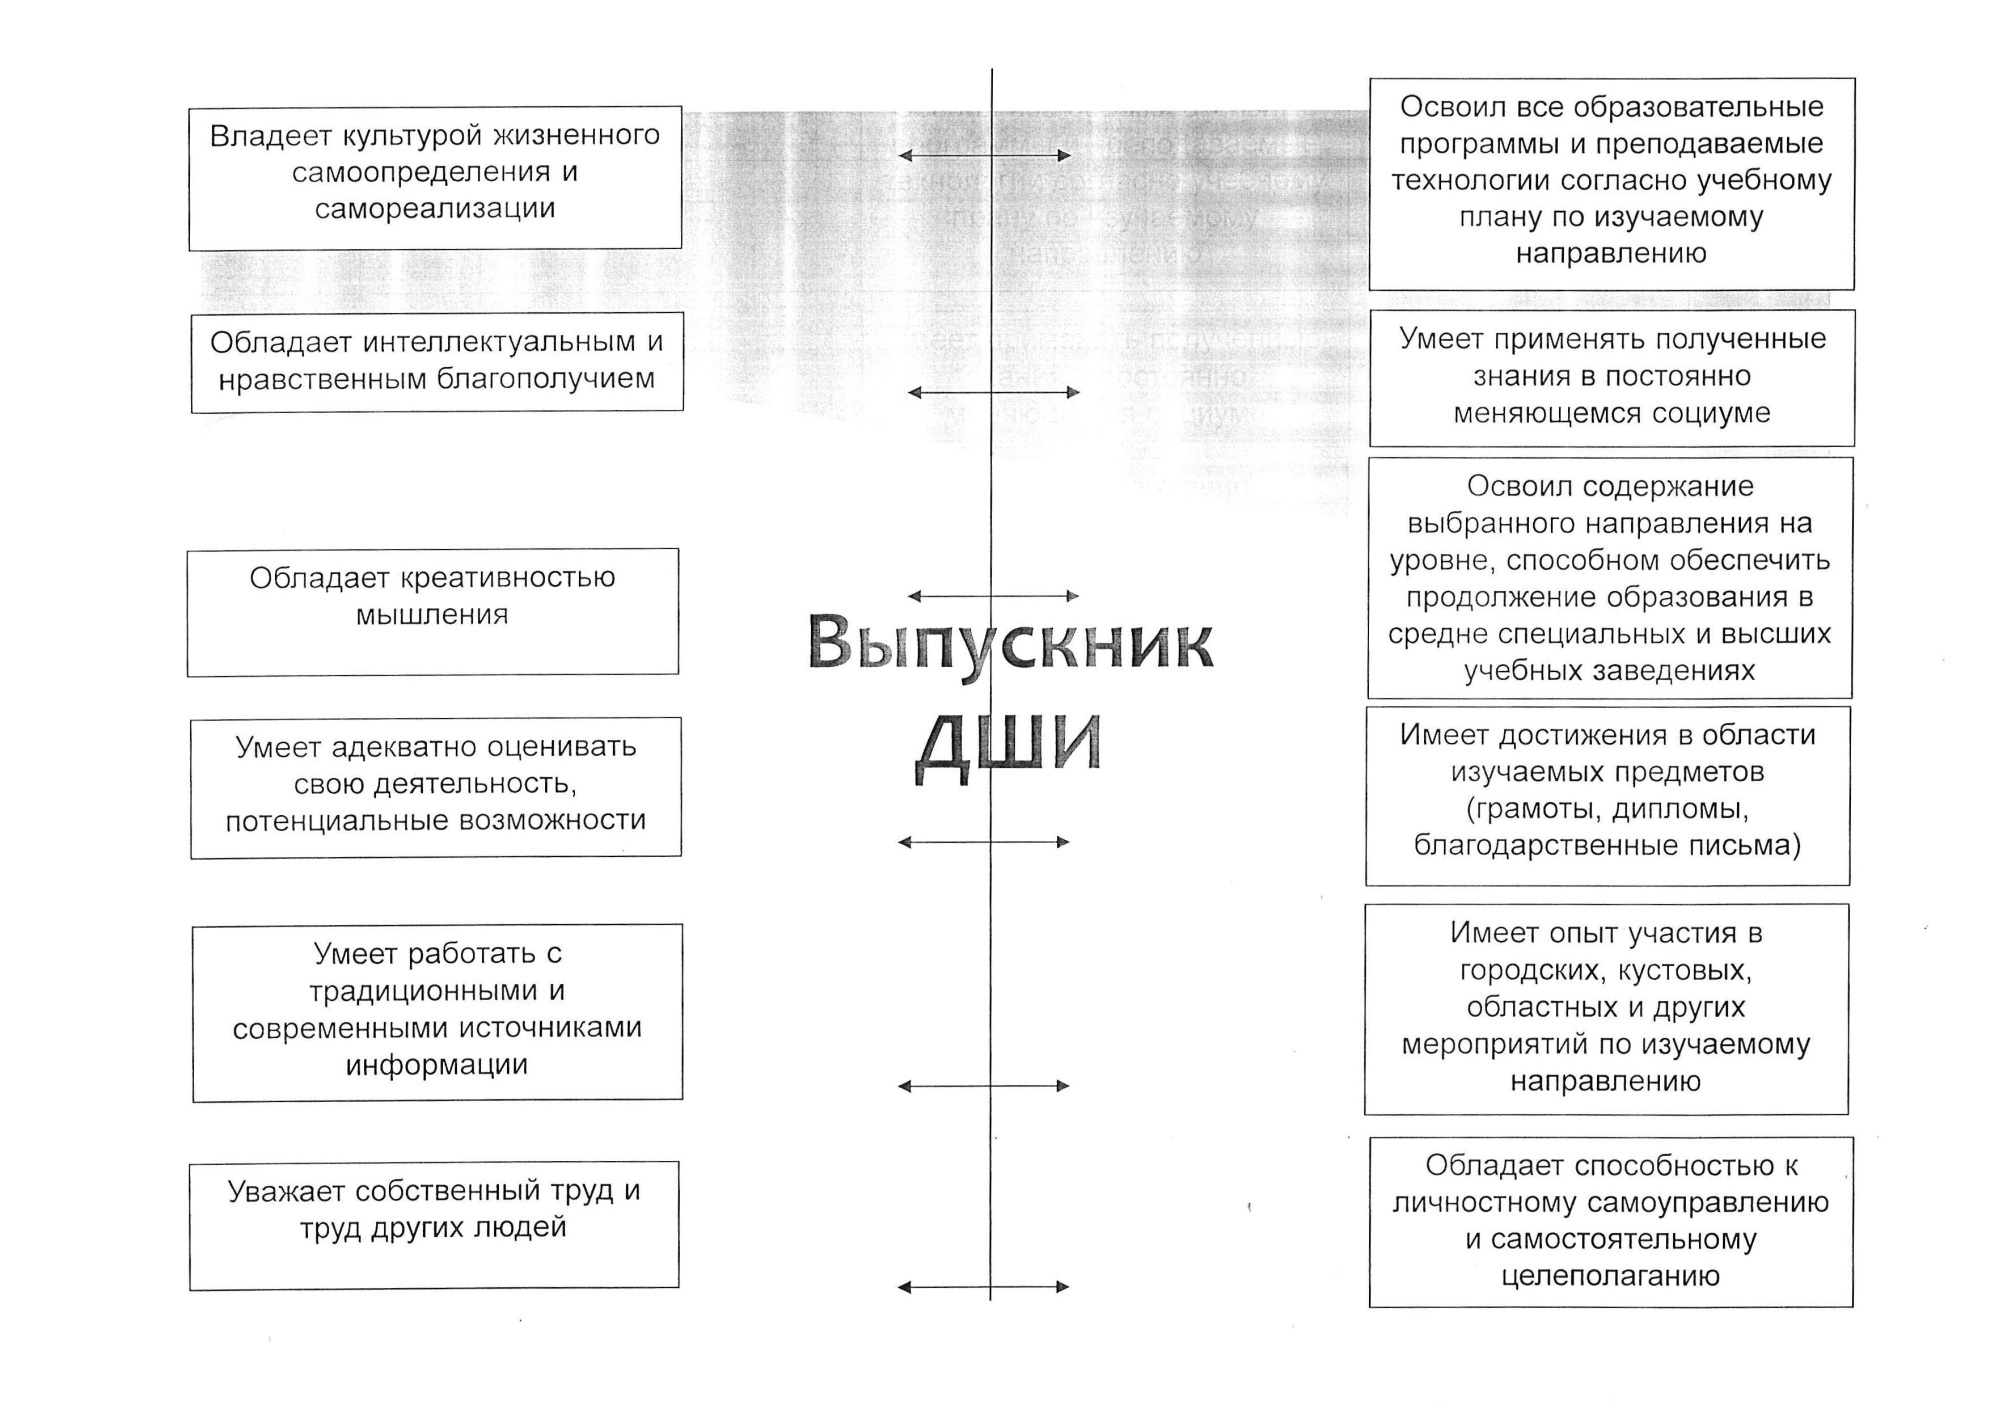 Владеет культурой жизненного
самоопределения и
самореализации
Обладает интеллектуальным и
нравственным благополучием
Обладает креативностью
мышления
Умеет адекватно оценивать
свою деятельность,
потенциальные возможности
Умеет работать с
традиционными и
современными источниками
информации
Уважает собственный труд и
труд других людей
Выпускник
ДШИ
Освоил все образовательные
программы и преподаваемые
технологии согласно учебному
плану по изучаемому
направлению
Умеет применять полученные
знания в постоянно
меняющемся социуме
Освоил содержание
выбранного направления на
уровне, способном обеспечить
продолжение образования в
средне специальных и высших
учебных заведениях
Имеет достижения в области
изучаемых предметов
(грамоты, дипломы,
благодарственные письма)
Имеет опыт участия в
городских, кустовых,
областных и других
мероприятий по изучаемому
направлению
Обладает способностью к
личностному самоуправлению
и самостоятельному
целеполаганию